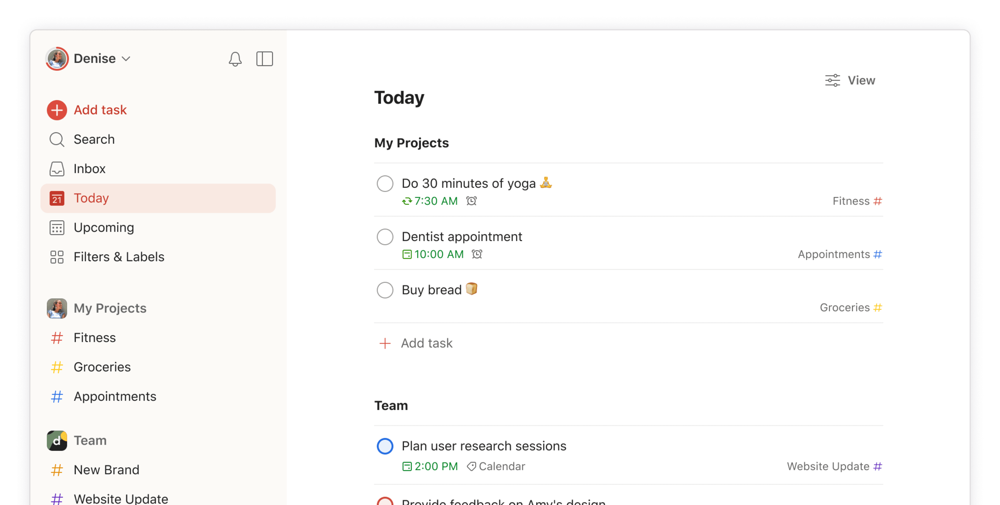 Denise
Add task
Search
Inbox
21 Today
Upcoming
Filters & Labels
My Projects
# Fitness
# Groceries
# Appointments
d Team
# New Brand
# Website Update
View
Today
My Projects
Do 30 minutes of yoga 🧘
7:30 AM
Fitness #
Dentist appointment
10:00 AM
Appointments #
Buy bread 🍞
Groceries #
+ Add task
Team
Plan user research sessions
2:00 PM Calendar
Website Update #
Provide feedback on Amy's design